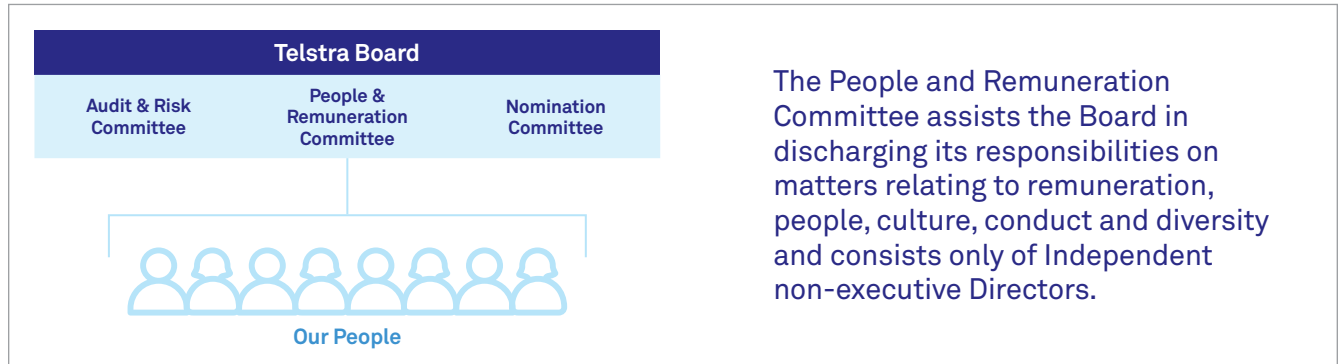 Telstra Board
Audit & Risk
Committee
People &
Remuneration
Committee
Nomination
Committee
Our People
The People and Remuneration
Committee assists the Board in
discharging its responsibilities on
matters relating to remuneration,
people, culture, conduct and diversity
and consists only of Independent
non-executive Directors.